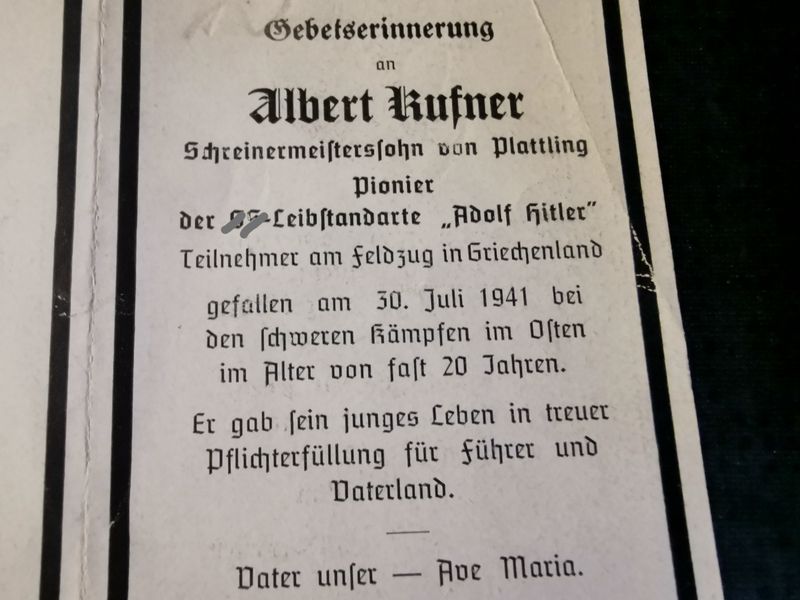 Gebetserinnerung
an
Albert Kufner
Schreinermeisterssohn von Plattling
Pionier
der SS-Leibstandarte „Adolf Hitler"
Teilnehmer am Feldzug in Griechenland
gefallen am 30. Juli 1941 bei
den schweren Kämpfen im Osten
im Alter von fast 20 Jahren.
Er gab sein junges Leben in treuer
Pflichterfüllung für Führer und
Vaterland.
Vater unser — Ave Maria.